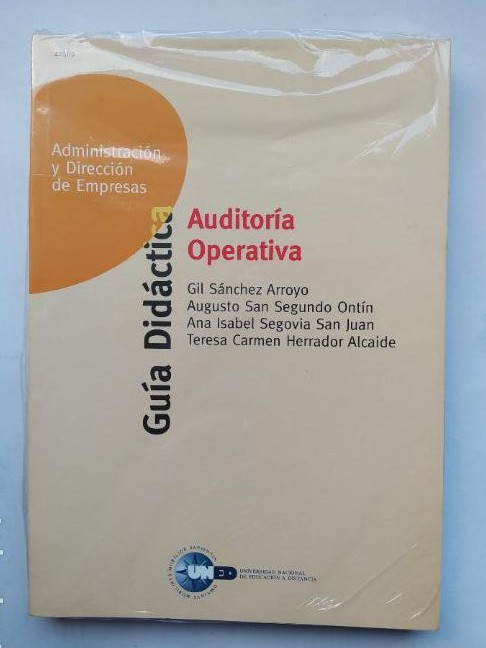 Administración
y Dirección
de Empresas
Guía Didáctica
Auditoría
Operativa
Gil Sánchez Arroyo
Augusto San Segundo Ontín
Ana Isabel Segovia San Juan
Teresa Carmen Herrador Alcaide
UNED
UNIVERSIDAD NACIONAL
DE EDUCACIÓN A DISTANCIA